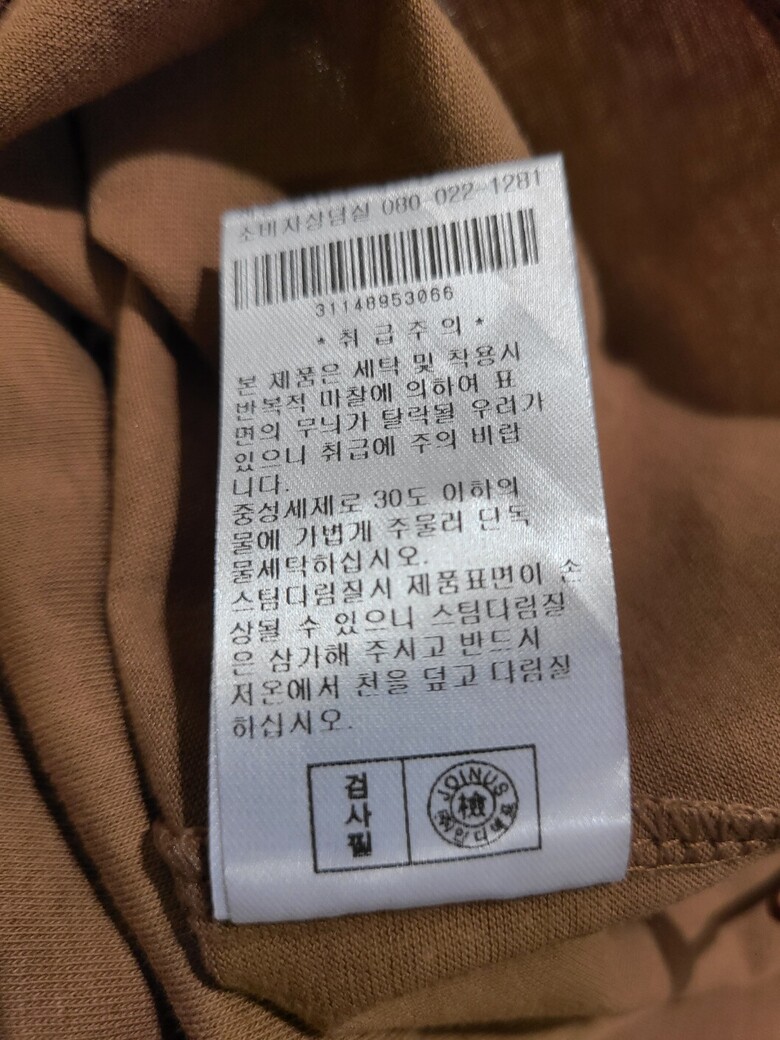 소비자상담실 080-022-1281
31148953066
* 취 급 주 의 *
본 제품은 세탁 및 착용시
반복적 마찰에 의하여 표
면의 무늬가 탈락될 우려가
있으니 취급에 주의 바랍
니다.
중성세제로 30도 이하의
물에 가볍게 주물러 단독
물세탁하십시오.
스팀다림질시 제품표면이 손
상될 수 있으니 스팀다림질
은 삼가해 주시고 반드시
저온에서 천을 덮고 다림질
하십시오.
검사필
JOINUS
檢
㈜인디에프